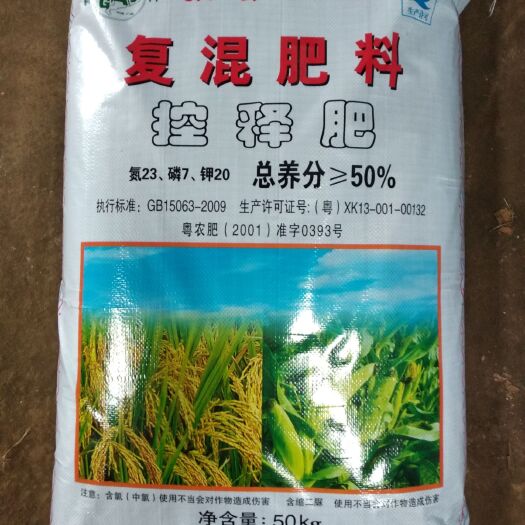 复混肥料
控释肥
氮23、磷7、钾20 总养分≥50%
执行标准：GB15063-2009 生产许可证号:（粤）XK13-001-00132
粤农肥（2001）准字0393号
注意：含氯（中氯）使用不当会对作物造成伤害 含缩二脲 使用不当会对作物造成伤害
净含量：50kg